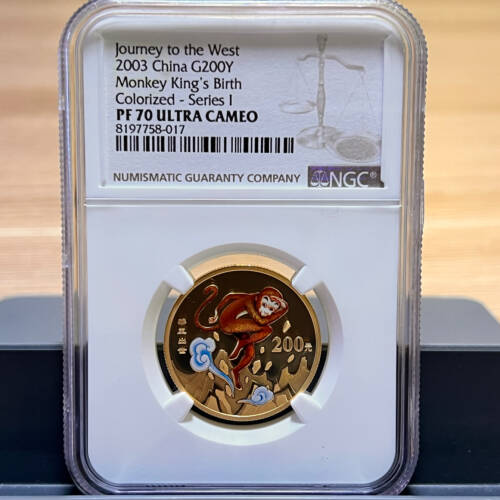 Journey to the West
2003 China G200Y
Monkey King's Birth
Colorized - Series I
PF 70 ULTRA CAMEO
8197758-017
NUMISMATIC GUARANTY COMPANY
NGC®
200元